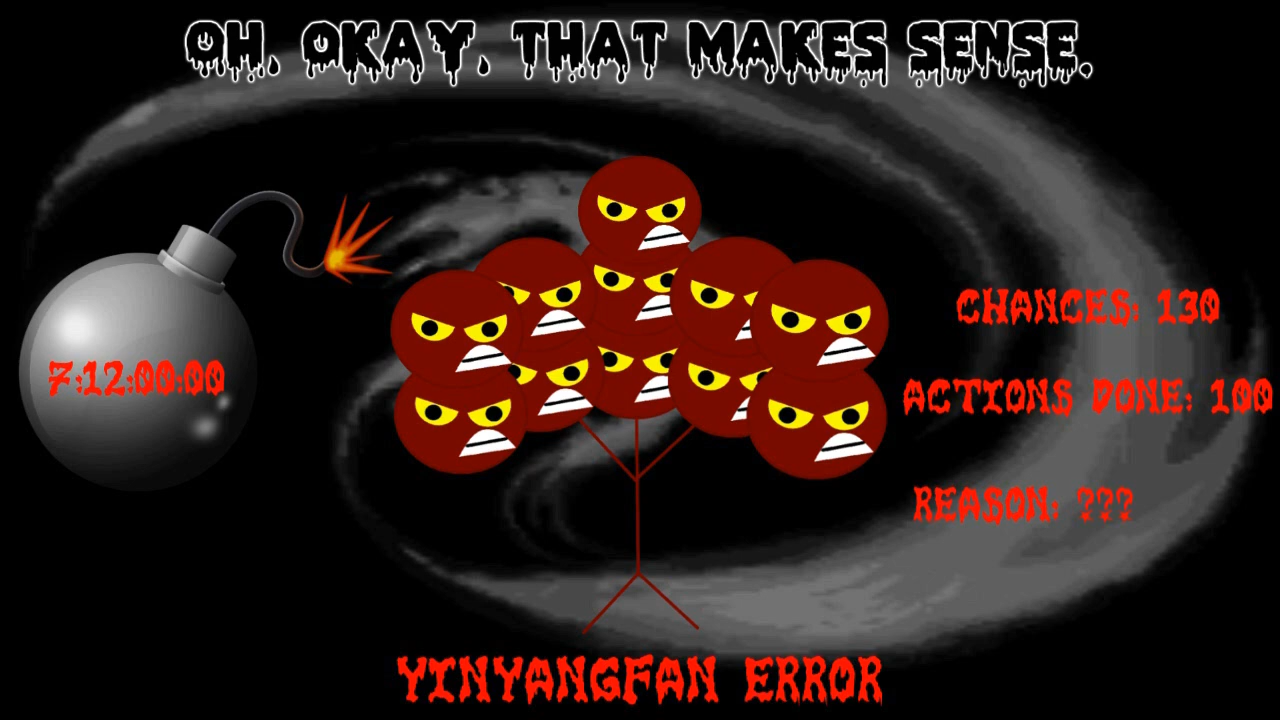 OH. OKAY. THAT MAKES SENSE.
7:12:00:00
CHANCES: 130
ACTIONS DONE: 100
REASON: ???
YINYANGFAN ERROR